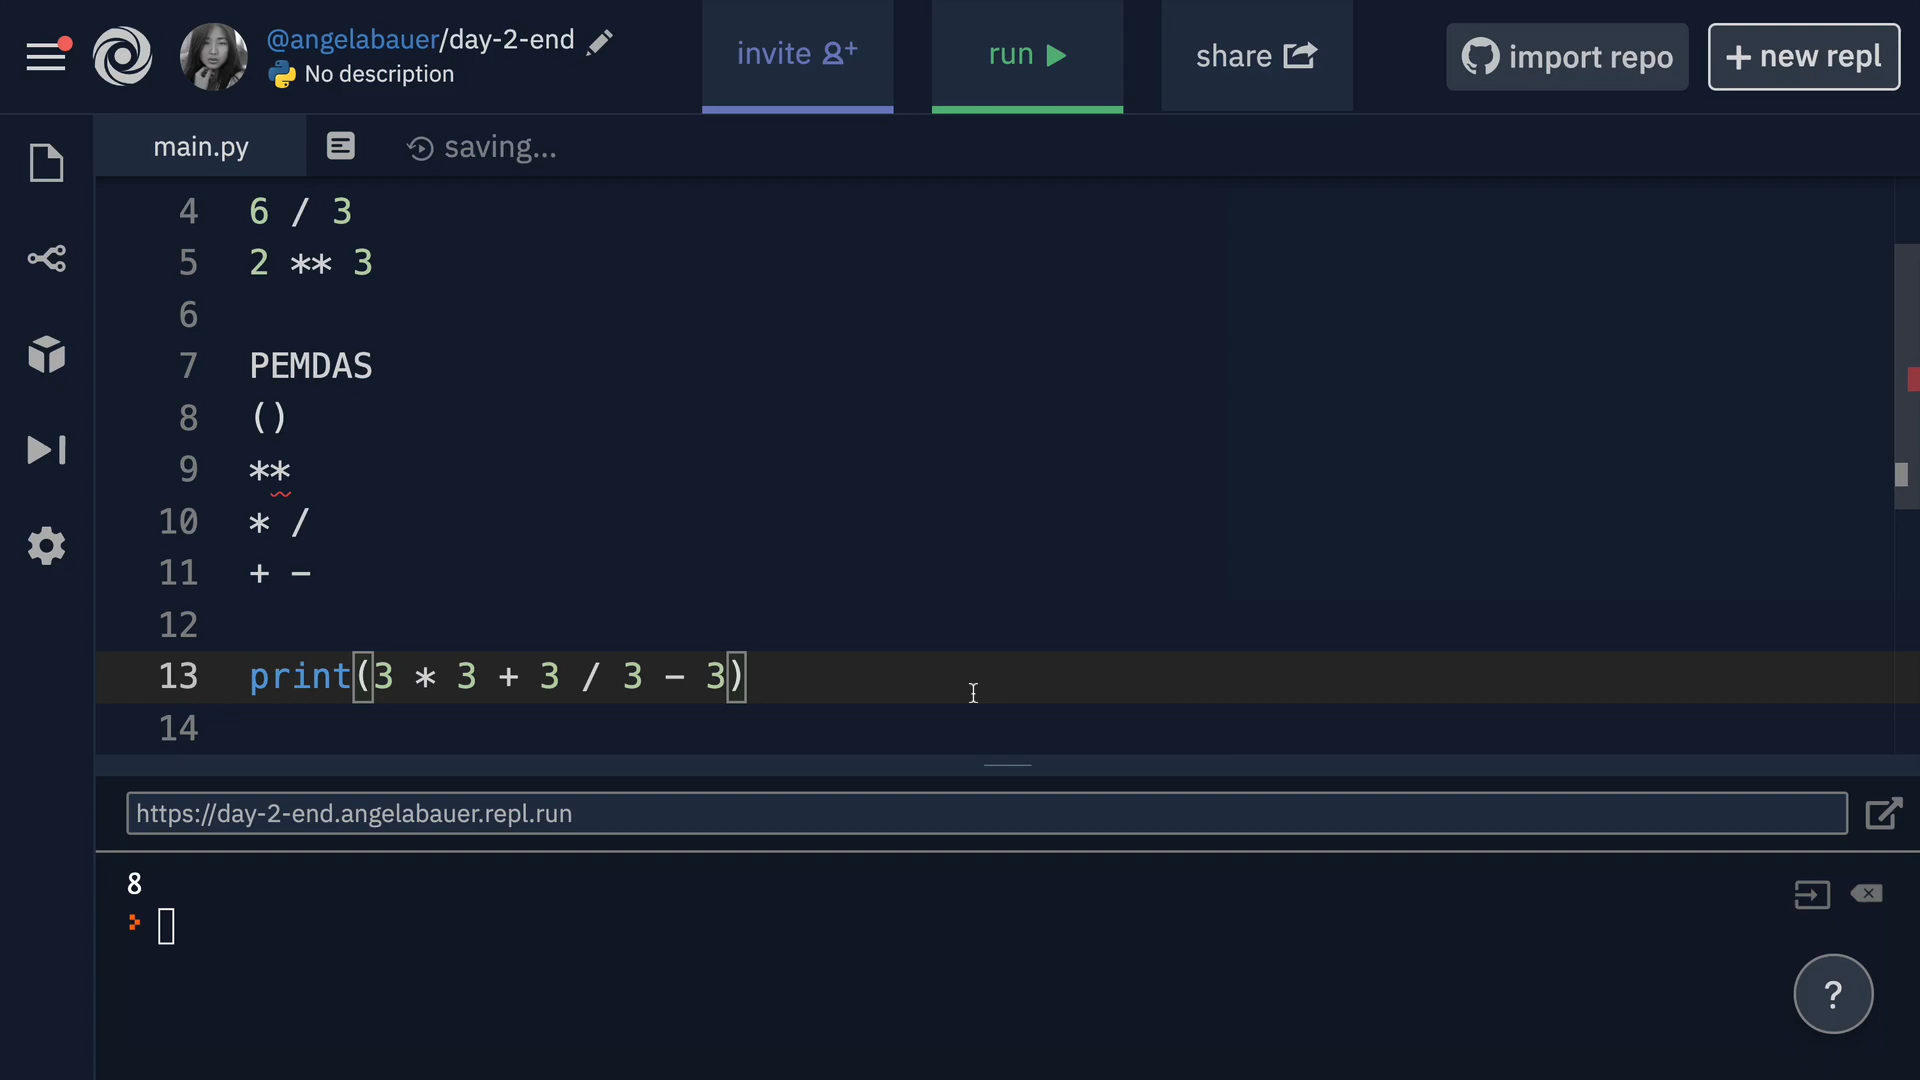 @angelabauer/day-2-end
No description
invite
run
share
import repo
+ new repl
main.py
saving...
4 6 / 3
5 2 ** 3
6
7 PEMDAS
8 ()
9 **
10 * /
11 + -
12
13 print(3 * 3 + 3 / 3 - 3)
14
https://day-2-end.angelabauer.repl.run
8
?